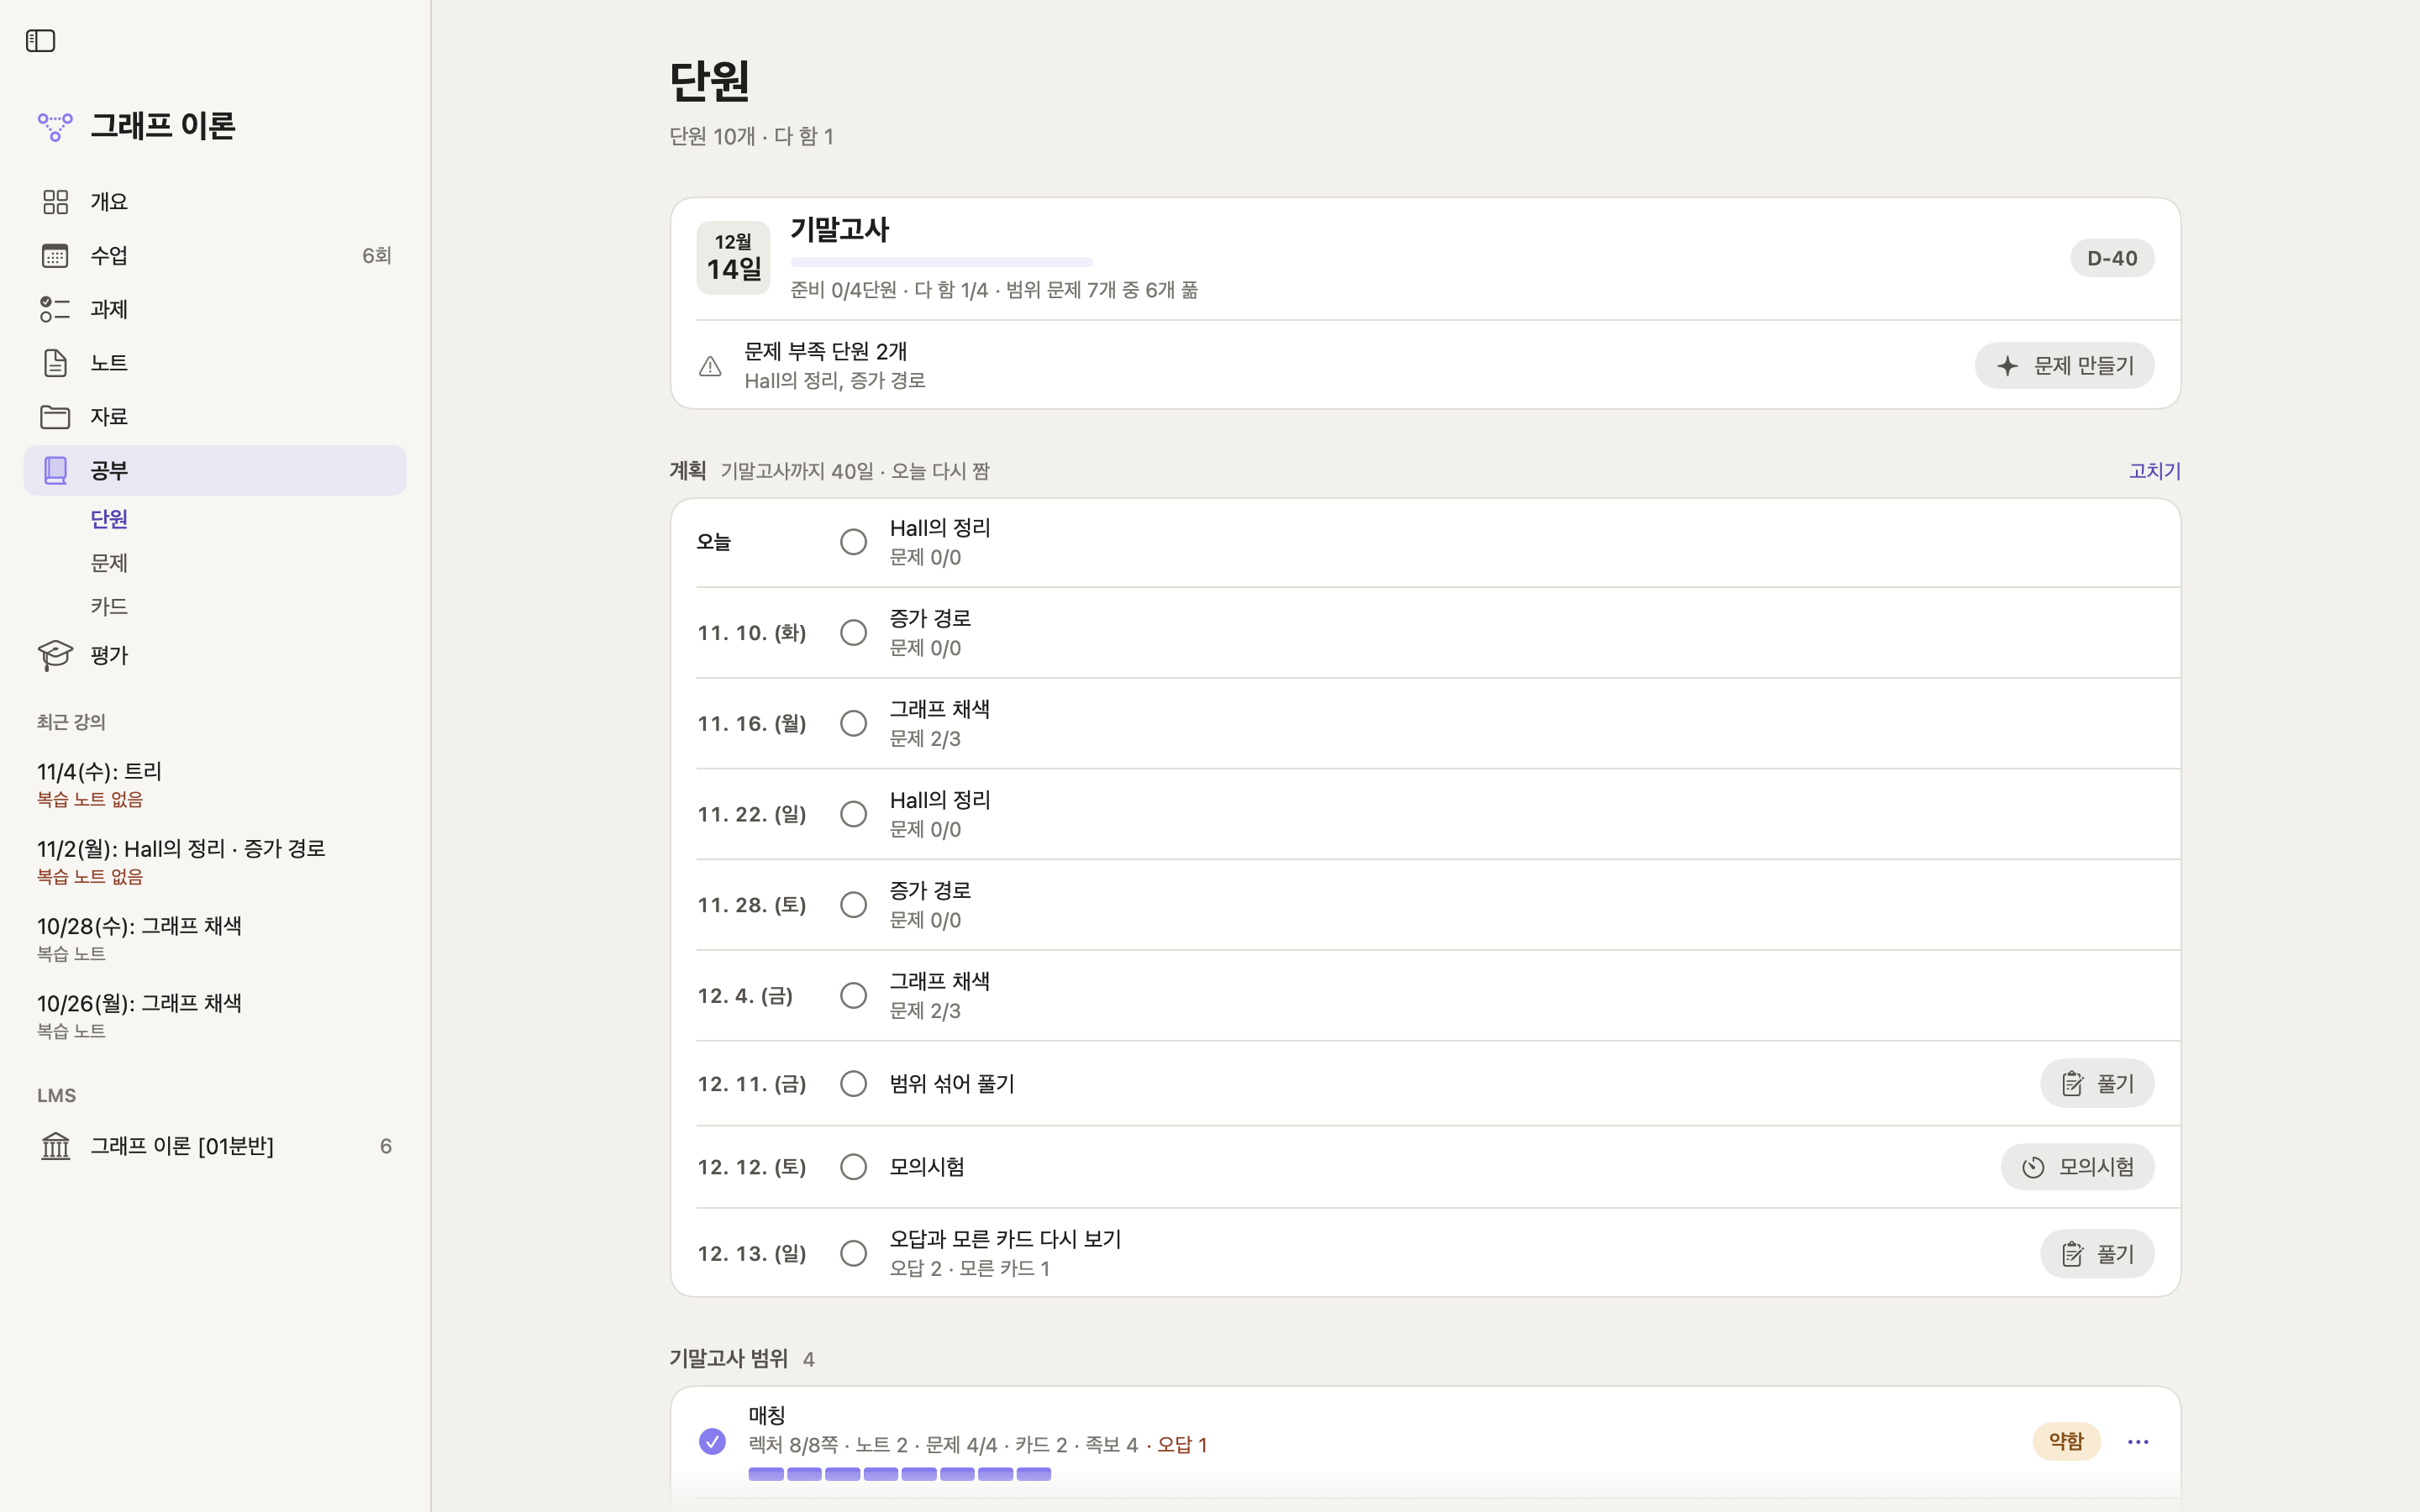 그래프 이론
개요
수업 6회
과제
노트
자료
공부
단원
문제
카드
평가
최근 강의
11/4(수): 트리
복습 노트 없음
11/2(월): Hall의 정리 · 증가 경로
복습 노트 없음
10/28(수): 그래프 채색
복습 노트
10/26(월): 그래프 채색
복습 노트
LMS
그래프 이론 [01분반] 6
단원
단원 10개 · 다 함 1
12월
14일
기말고사
준비 0/4단원 · 다 함 1/4 · 범위 문제 7개 중 6개 풂
D-40
문제 부족 단원 2개
Hall의 정리, 증가 경로
문제 만들기
계획 기말고사까지 40일 · 오늘 다시 짬
고치기
오늘
Hall의 정리
문제 0/0
11. 10. (화)
증가 경로
문제 0/0
11. 16. (월)
그래프 채색
문제 2/3
11. 22. (일)
Hall의 정리
문제 0/0
11. 28. (토)
증가 경로
문제 0/0
12. 4. (금)
그래프 채색
문제 2/3
12. 11. (금)
범위 섞어 풀기
풀기
12. 12. (토)
모의시험
모의시험
12. 13. (일)
오답과 모른 카드 다시 보기
오답 2 · 모른 카드 1
풀기
기말고사 범위 4
매칭
렉처 8/8쪽 · 노트 2 · 문제 4/4 · 카드 2 · 족보 4 · 오답 1
약함